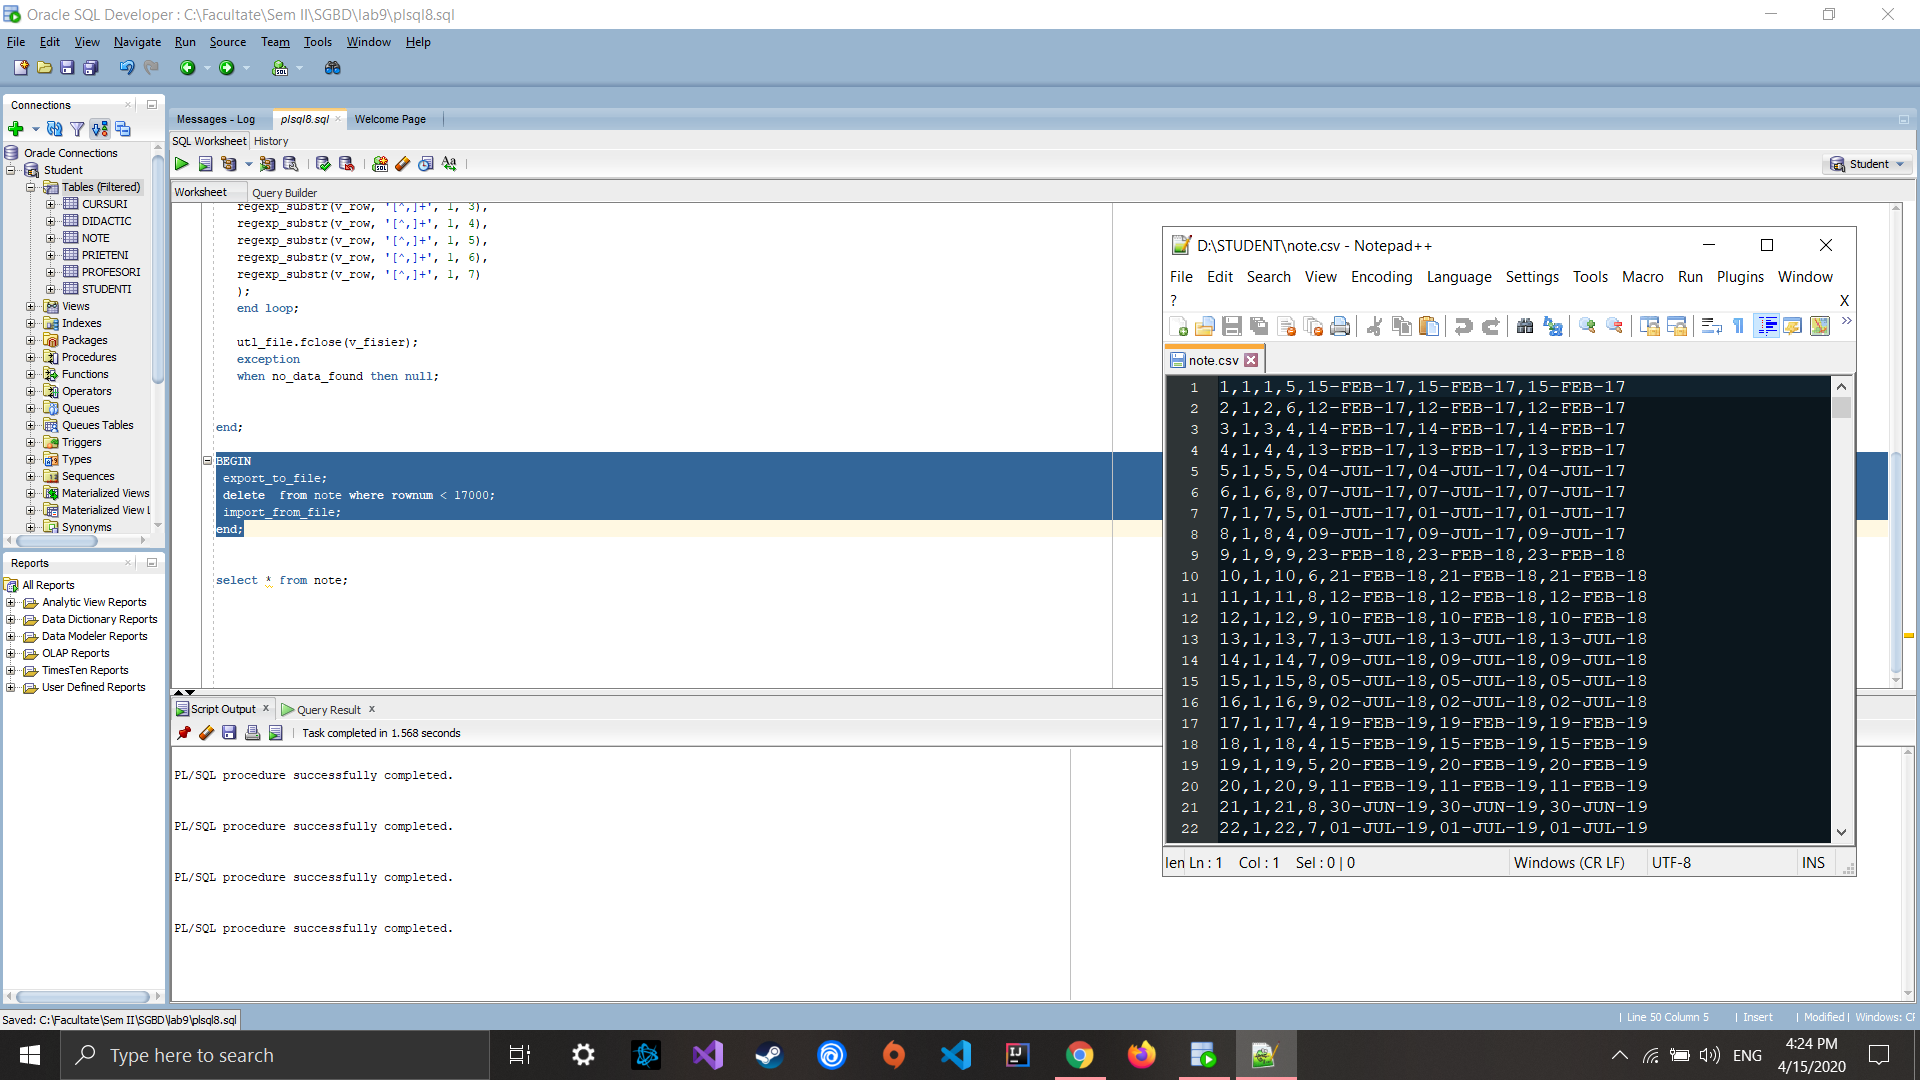 Oracle SQL Developer : C:\Facultate\Sem II\SGBD\lab9\plsql8.sql
File Edit View Navigate Run Source Team Tools Window Help
Connections
Oracle Connections
Student
Tables (Filtered)
CURSURI
DIDACTIC
NOTE
PRIETENI
PROFESORI
STUDENTI
Views
Indexes
Packages
Procedures
Functions
Operators
Queues
Queues Tables
Triggers
Types
Sequences
Materialized Views
Materialized View L
Synonyms
Reports
All Reports
Analytic View Reports
Data Dictionary Reports
Data Modeler Reports
OLAP Reports
TimesTen Reports
User Defined Reports
Messages - Log plsql8.sql Welcome Page
SQL Worksheet History
Student
Worksheet Query Builder
regexp_substr(v_row, '[^,]+', 1, 3),
regexp_substr(v_row, '[^,]+', 1, 4),
regexp_substr(v_row, '[^,]+', 1, 5),
regexp_substr(v_row, '[^,]+', 1, 6),
regexp_substr(v_row, '[^,]+', 1, 7)
);
end loop;
utl_file.fclose(v_fisier);
exception
when no_data_found then null;
end;
BEGIN
export_to_file;
delete  from note where rownum < 17000;
import_from_file;
end;
select * from note;
Script Output x Query Result x
Task completed in 1.568 seconds
PL/SQL procedure successfully completed.
PL/SQL procedure successfully completed.
PL/SQL procedure successfully completed.
PL/SQL procedure successfully completed.
D:\STUDENT\note.csv - Notepad++
File Edit Search View Encoding Language Settings Tools Macro Run Plugins Window
? X
note.csv
1 1,1,1,5,15-FEB-17,15-FEB-17,15-FEB-17
2 2,1,2,6,12-FEB-17,12-FEB-17,12-FEB-17
3 3,1,3,4,14-FEB-17,14-FEB-17,14-FEB-17
4 4,1,4,4,13-FEB-17,13-FEB-17,13-FEB-17
5 5,1,5,5,04-JUL-17,04-JUL-17,04-JUL-17
6 6,1,6,8,07-JUL-17,07-JUL-17,07-JUL-17
7 7,1,7,5,01-JUL-17,01-JUL-17,01-JUL-17
8 8,1,8,4,09-JUL-17,09-JUL-17,09-JUL-17
9 9,1,9,9,23-FEB-18,23-FEB-18,23-FEB-18
10 10,1,10,6,21-FEB-18,21-FEB-18,21-FEB-18
11 11,1,11,8,12-FEB-18,12-FEB-18,12-FEB-18
12 12,1,12,9,10-FEB-18,10-FEB-18,10-FEB-18
13 13,1,13,7,13-JUL-18,13-JUL-18,13-JUL-18
14 14,1,14,7,09-JUL-18,09-JUL-18,09-JUL-18
15 15,1,15,8,05-JUL-18,05-JUL-18,05-JUL-18
16 16,1,16,9,02-JUL-18,02-JUL-18,02-JUL-18
17 17,1,17,4,19-FEB-19,19-FEB-19,19-FEB-19
18 18,1,18,4,15-FEB-19,15-FEB-19,15-FEB-19
19 19,1,19,5,20-FEB-19,20-FEB-19,20-FEB-19
20 20,1,20,9,11-FEB-19,11-FEB-19,11-FEB-19
21 21,1,21,8,30-JUN-19,30-JUN-19,30-JUN-19
22 22,1,22,7,01-JUL-19,01-JUL-19,01-JUL-19
len Ln : 1 Col : 1 Sel : 0 | 0 Windows (CR LF) UTF-8 INS
Saved: C:\Facultate\Sem II\SGBD\lab9\plsql8.sql
Line 50 Column 5 | Insert | Modified | Windows: CF
Type here to search
ENG
4:24 PM
4/15/2020